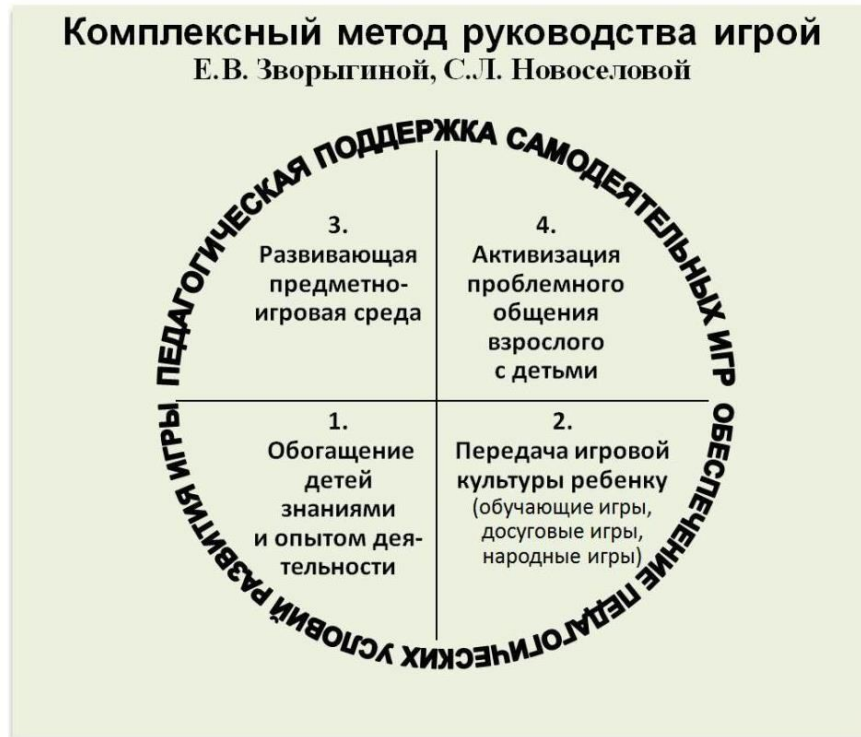 Комплексный метод руководства игрой
Е.В. Зворыгиной, С.Л. Новоселовой
ПЕДАГОГИЧЕСКАЯ ПОДДЕРЖКА САМОДЕЯТЕЛЬНЫХ ИГР
3.
Развивающая
предметно-
игровая среда
4.
Активизация
проблемного
общения
взрослого
с детьми
1.
Обогащение
детей
знаниями
и опытом дея-
тельности
2.
Передача игровой
культуры ребенку
(обучающие игры,
досуговые игры,
народные игры)
ОБЕСПЕЧЕНИЕ ПЕДАГОГИЧЕСКИХ УСЛОВИЙ РАЗВИТИЯ ИГРЫ